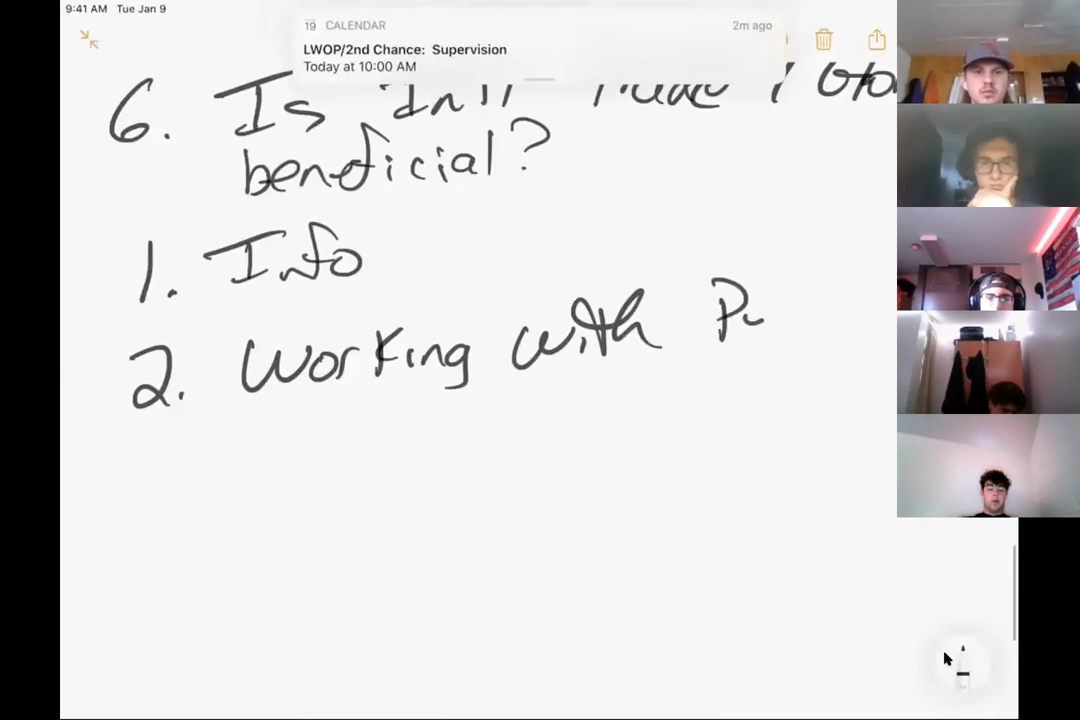 9:41 AM Tue Jan 9
19 CALENDAR 2m ago
LWOP/2nd Chance: Supervision
Today at 10:00 AM
6. Is
beneficial?
1. Info
2. Working with